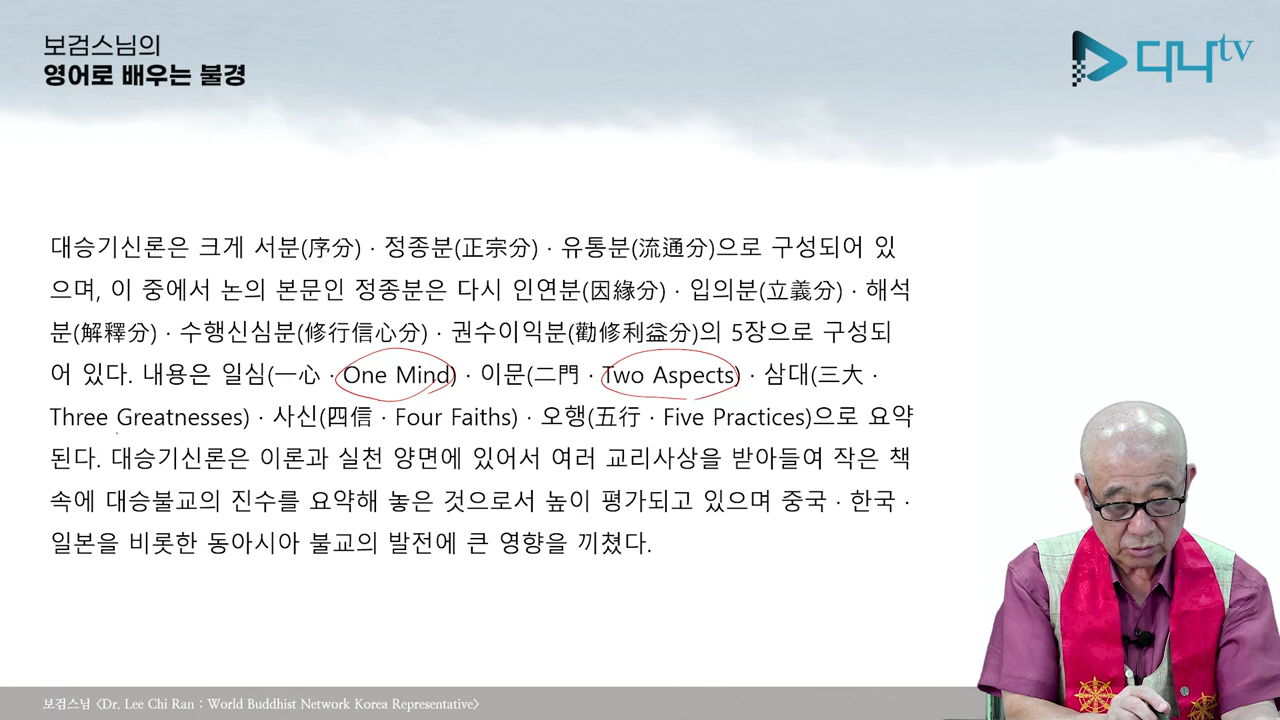 보검스님의
영어로 배우는 불경
다나tv
대승기신론은 크게 서분(序分) · 정종분(正宗分) · 유통분(流通分)으로 구성되어 있
으며, 이 중에서 논의 본문인 정종분은 다시 인연분(因緣分) · 입의분(立義分) · 해석
분(解釋分) · 수행신심분(修行信心分) · 권수이익분(勸修利益分)의 5장으로 구성되
어 있다. 내용은 일심(一心 · One Mind) · 이문(二門 · Two Aspects) · 삼대(三大 ·
Three Greatnesses) · 사신(四信 · Four Faiths) · 오행(五行 · Five Practices)으로 요약
된다. 대승기신론은 이론과 실천 양면에 있어서 여러 교리사상을 받아들여 작은 책
속에 대승불교의 진수를 요약해 놓은 것으로서 높이 평가되고 있으며 중국 · 한국 ·
일본을 비롯한 동아시아 불교의 발전에 큰 영향을 끼쳤다.
보검스님 <Dr. Lee Chi Ran : World Buddhist Network Korea Representative>